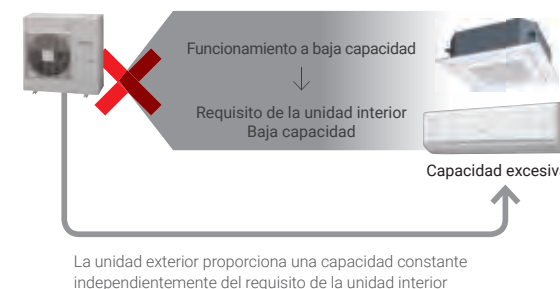 Funcionamiento a baja capacidad
Requisito de la unidad interior
Baja capacidad
Capacidad excesiv
La unidad exterior proporciona una capacidad constante
independientemente del requisito de la unidad interior